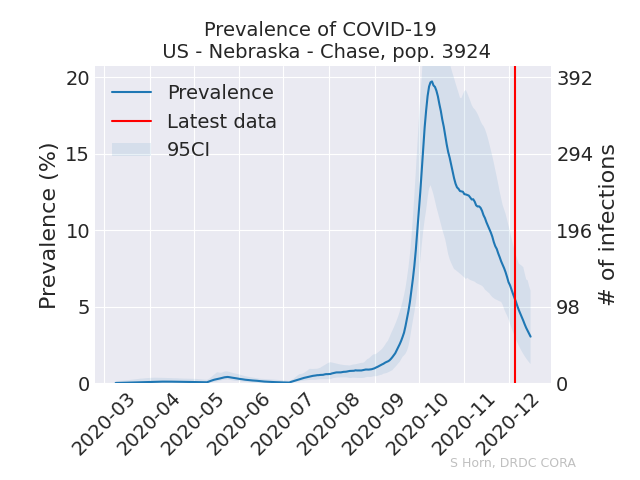 Prevalence of COVID-19
US - Nebraska - Chase, pop. 3924
Prevalence (%)
20
15
10
5
0
Prevalence
Latest data
95CI
392
294
196
98
0
# of infections
2020-03
2020-04
2020-05
2020-06
2020-07
2020-08
2020-09
2020-10
2020-11
2020-12
S Horn, DRDC CORA